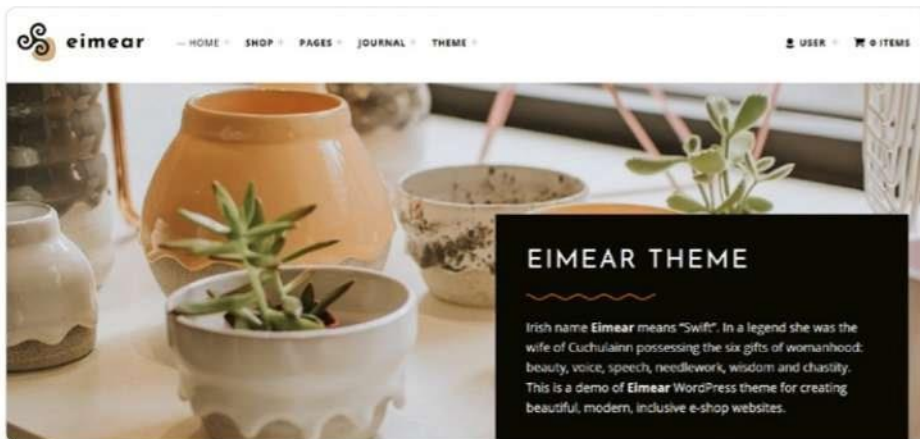 eimear
— HOME + SHOP + PAGES + JOURNAL + THEME +
USER + 0 ITEMS
EIMEAR THEME
Irish name Eimear means “Swift”. In a legend she was the
wife of Cuchulainn possessing the six gifts of womanhood:
beauty, voice, speech, needlework, wisdom and chastity.
This is a demo of Eimear WordPress theme for creating
beautiful, modern, inclusive e-shop websites.